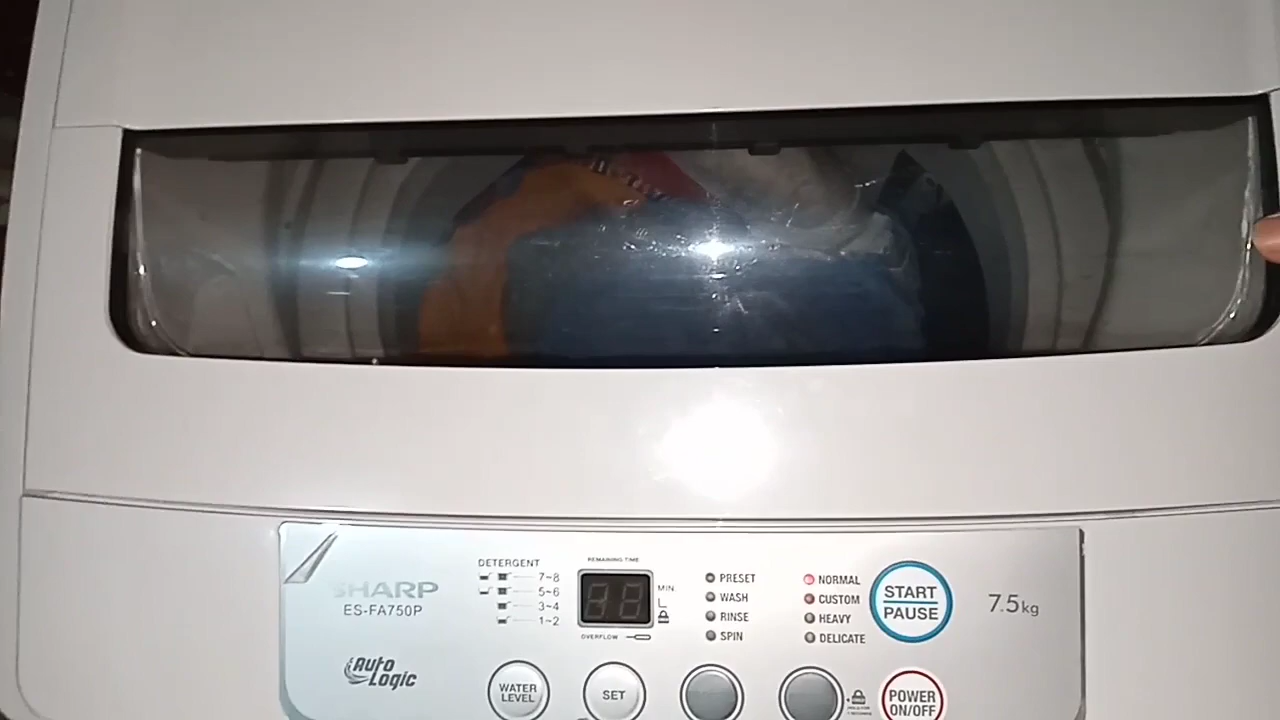 SHARP
ES-FA750P
Auto Logic
DETERGENT
7~8
5~6
3~4
1~2
REMAINING TIME
MIN.
OVERFLOW
PRESET
WASH
RINSE
SPIN
NORMAL
CUSTOM
HEAVY
DELICATE
START
PAUSE
7.5kg
WATER
LEVEL
SET
POWER
ON/OFF